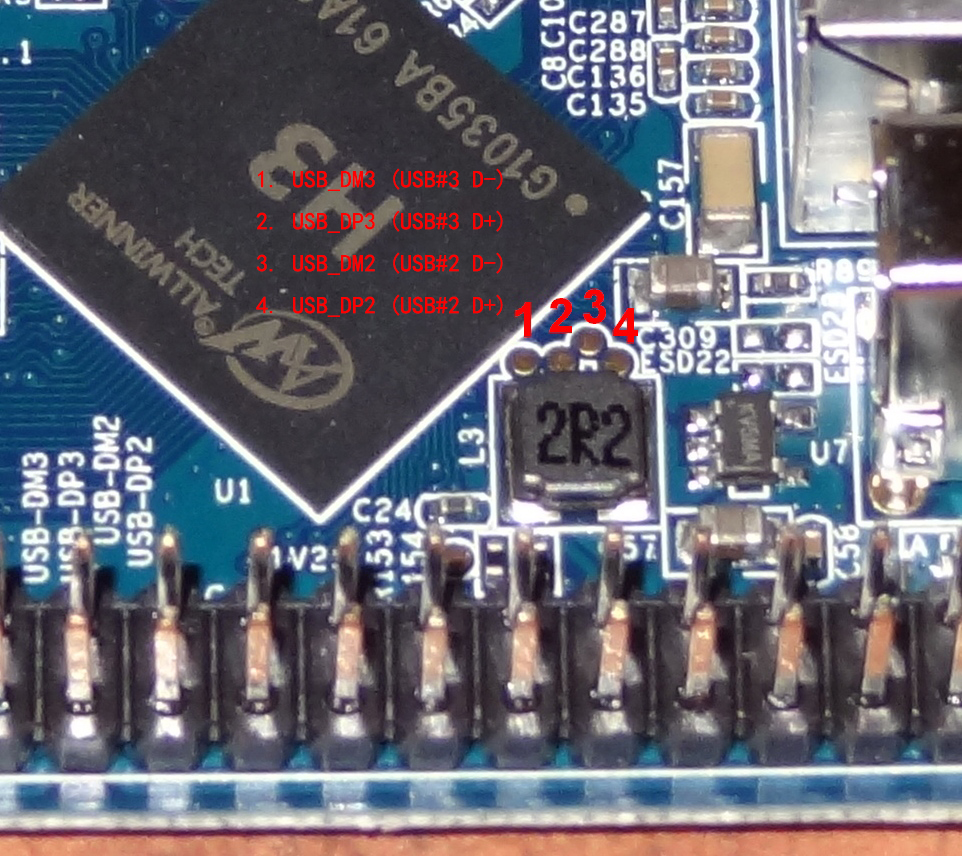 .1
C10
C287
C288
C8
C136
C135
C157
G1035BA 61A
H3
ALLWINNER
TECH
1. USB_DM3 (USB#3 D-)
2. USB_DP3 (USB#3 D+)
3. USB_DM2 (USB#2 D-)
4. USB_DP2 (USB#2 D+)
1 2 3 4
R89
C309
ESD22
2R2
L3
U7
U1
C24
USB-DM3
USB-DP3
USB-DM2
USB-DP2
C58
A